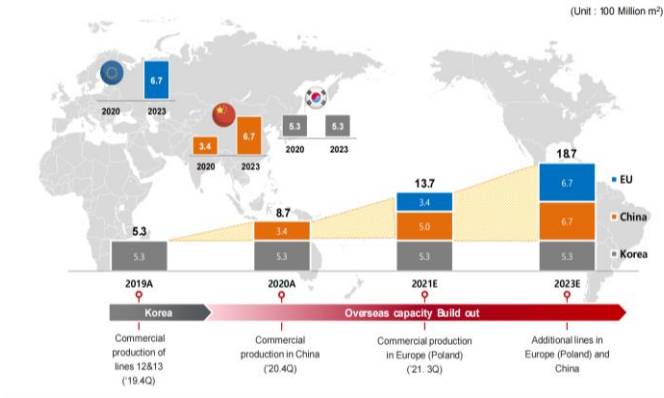 (Unit : 100 Million m²)
6.7
2020
2023
3.4
6.7
2020
2023
5.3
5.3
2020
2023
5.3
5.3
8.7
3.4
5.3
13.7
3.4
5.0
5.3
18.7
6.7
6.7
5.3
EU
China
Korea
2019A
2020A
2021E
2023E
Korea
Overseas capacity Build out
Commercial
production of
lines 12&13
('19.4Q)
Commercial
production in China
('20.4Q)
Commercial production
in Europe (Poland)
('21. 3Q)
Additional lines in
Europe (Poland) and
China